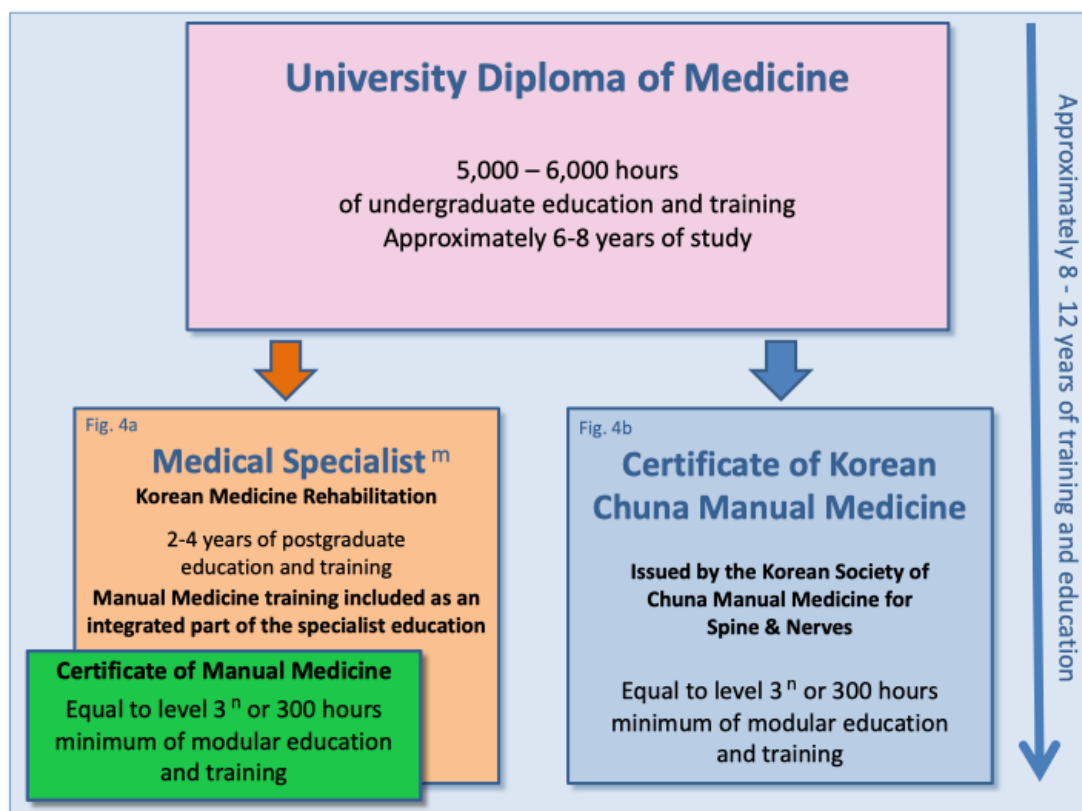 University Diploma of Medicine
5,000 – 6,000 hours
of undergraduate education and training
Approximately 6-8 years of study
Approximately 8 - 12 years of training and education
Fig. 4a
Medical Specialist m
Korean Medicine Rehabilitation
2-4 years of postgraduate
education and training
Manual Medicine training included as an
integrated part of the specialist education
Certificate of Manual Medicine
Equal to level 3 n or 300 hours
minimum of modular education
and training
Fig. 4b
Certificate of Korean
Chuna Manual Medicine
Issued by the Korean Society of
Chuna Manual Medicine for
Spine & Nerves
Equal to level 3 n or 300 hours
minimum of modular education
and training